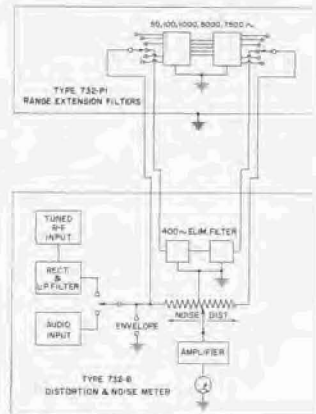 50,100,1000,5000,7500~
TYPE 732-P1
RANGE EXTENSION FILTERS
TUNED
R-F
INPUT
400~ ELIM. FILTER
RECT
&
L.P. FILTER
NOISE
DIST.
AUDIO
INPUT
ENVELOPE
AMPLIFIER
TYPE 732-B
DISTORTION & NOISE METER